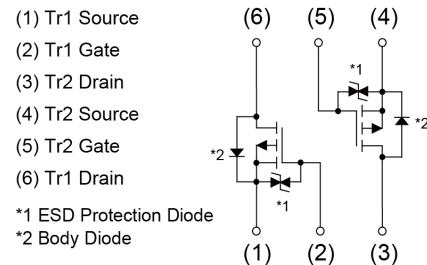 (1) Tr1 Source
(2) Tr1 Gate
(3) Tr2 Drain
(4) Tr2 Source
(5) Tr2 Gate
(6) Tr1 Drain
*1 ESD Protection Diode
*2 Body Diode
(6) (5) (4)
*1
*2
*2
*1
(1) (2) (3)